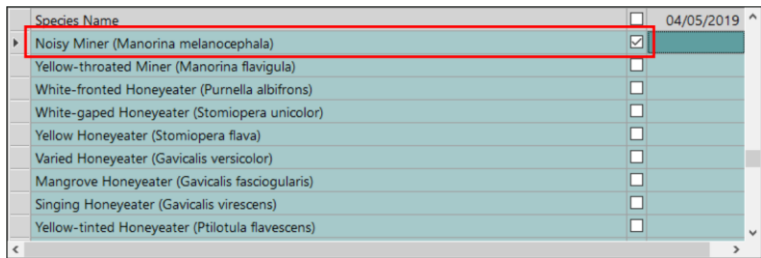 Species Name 04/05/2019
Noisy Miner (Manorina melanocephala)
Yellow-throated Miner (Manorina flavigula)
White-fronted Honeyeater (Purnella albifrons)
White-gaped Honeyeater (Stomiopera unicolor)
Yellow Honeyeater (Stomiopera flava)
Varied Honeyeater (Gavicalis versicolor)
Mangrove Honeyeater (Gavicalis fasciogularis)
Singing Honeyeater (Gavicalis virescens)
Yellow-tinted Honeyeater (Ptilotula flavescens)